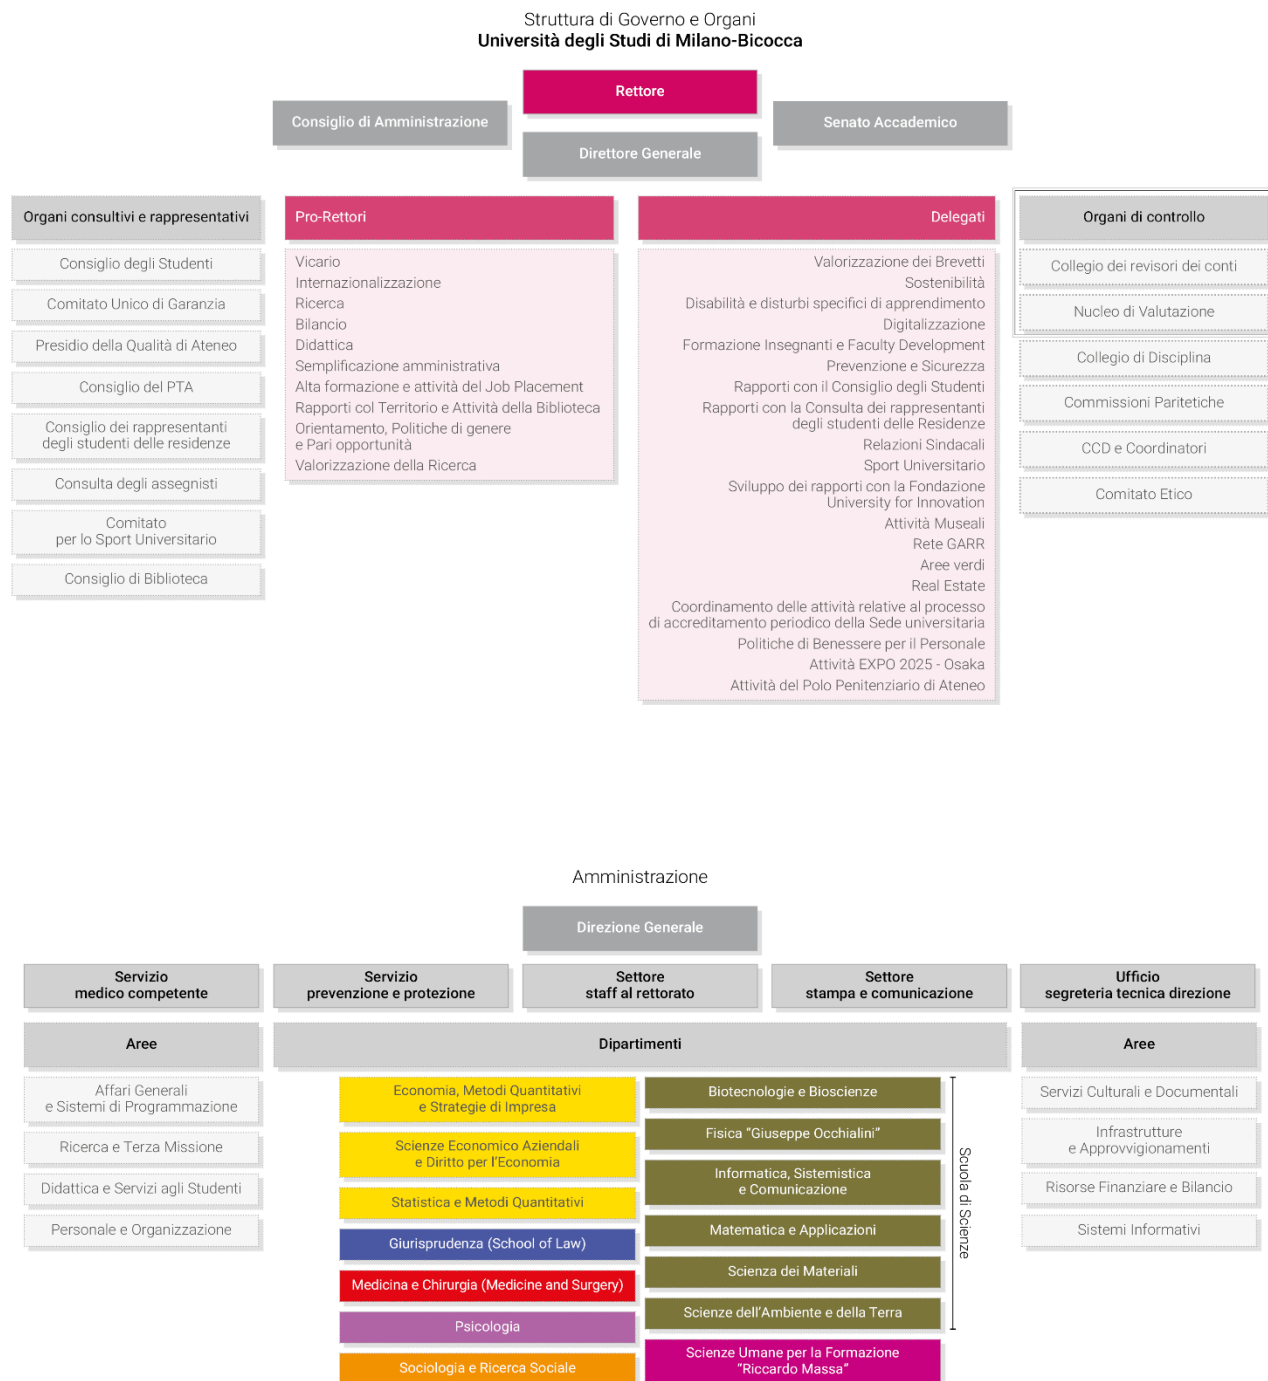 Struttura di Governo e Organi
Università degli Studi di Milano-Bicocca
Rettore
Consiglio di Amministrazione
Senato Accademico
Direttore Generale
Organi consultivi e rappresentativi
Consiglio degli Studenti
Comitato Unico di Garanzia
Presidio della Qualità di Ateneo
Consiglio del PTA
Consiglio dei rappresentanti
degli studenti delle residenze
Consulta degli assegnisti
Comitato
per lo Sport Universitario
Consiglio di Biblioteca
Pro-Rettori
Vicario
Internazionalizzazione
Ricerca
Bilancio
Didattica
Semplificazione amministrativa
Alta formazione e attività del Job Placement
Rapporti col Territorio e Attività della Biblioteca
Orientamento, Politiche di genere
e Pari opportunità
Valorizzazione della Ricerca
Delegati
Valorizzazione dei Brevetti
Sostenibilità
Disabilità e disturbi specifici di apprendimento
Digitalizzazione
Formazione Insegnanti e Faculty Development
Prevenzione e Sicurezza
Rapporti con il Consiglio degli Studenti
Rapporti con la Consulta dei rappresentanti
degli studenti delle Residenze
Relazioni Sindacali
Sport Universitario
Sviluppo dei rapporti con la Fondazione
University for Innovation
Attività Museali
Rete GARR
Aree verdi
Real Estate
Coordinamento delle attività relative al processo
di accreditamento periodico della Sede universitaria
Politiche di Benessere per il Personale
Attività EXPO 2025 - Osaka
Attività del Polo Penitenziario di Ateneo
Organi di controllo
Collegio dei revisori dei conti
Nucleo di Valutazione
Collegio di Disciplina
Commissioni Paritetiche
CCD e Coordinatori
Comitato Etico
Amministrazione
Direzione Generale
Servizio
medico competente
Servizio
prevenzione e protezione
Settore
staff al rettorato
Settore
stampa e comunicazione
Ufficio
segreteria tecnica direzione
Aree
Affari Generali
e Sistemi di Programmazione
Ricerca e Terza Missione
Didattica e Servizi agli Studenti
Personale e Organizzazione
Dipartimenti
Economia, Metodi Quantitativi
e Strategie di Impresa
Scienze Economico Aziendali
e Diritto per l'Economia
Statistica e Metodi Quantitativi
Giurisprudenza (School of Law)
Medicina e Chirurgia (Medicine and Surgery)
Psicologia
Sociologia e Ricerca Sociale
Biotecnologie e Bioscienze
Fisica “Giuseppe Occhialini”
Informatica, Sistemistica
e Comunicazione
Matematica e Applicazioni
Scienza dei Materiali
Scienze dell'Ambiente e della Terra
Scienze Umane per la Formazione
“Riccardo Massa”
Scuola di Scienze
Aree
Servizi Culturali e Documentali
Infrastrutture
e Approvvigionamenti
Risorse Finanziare e Bilancio
Sistemi Informativi